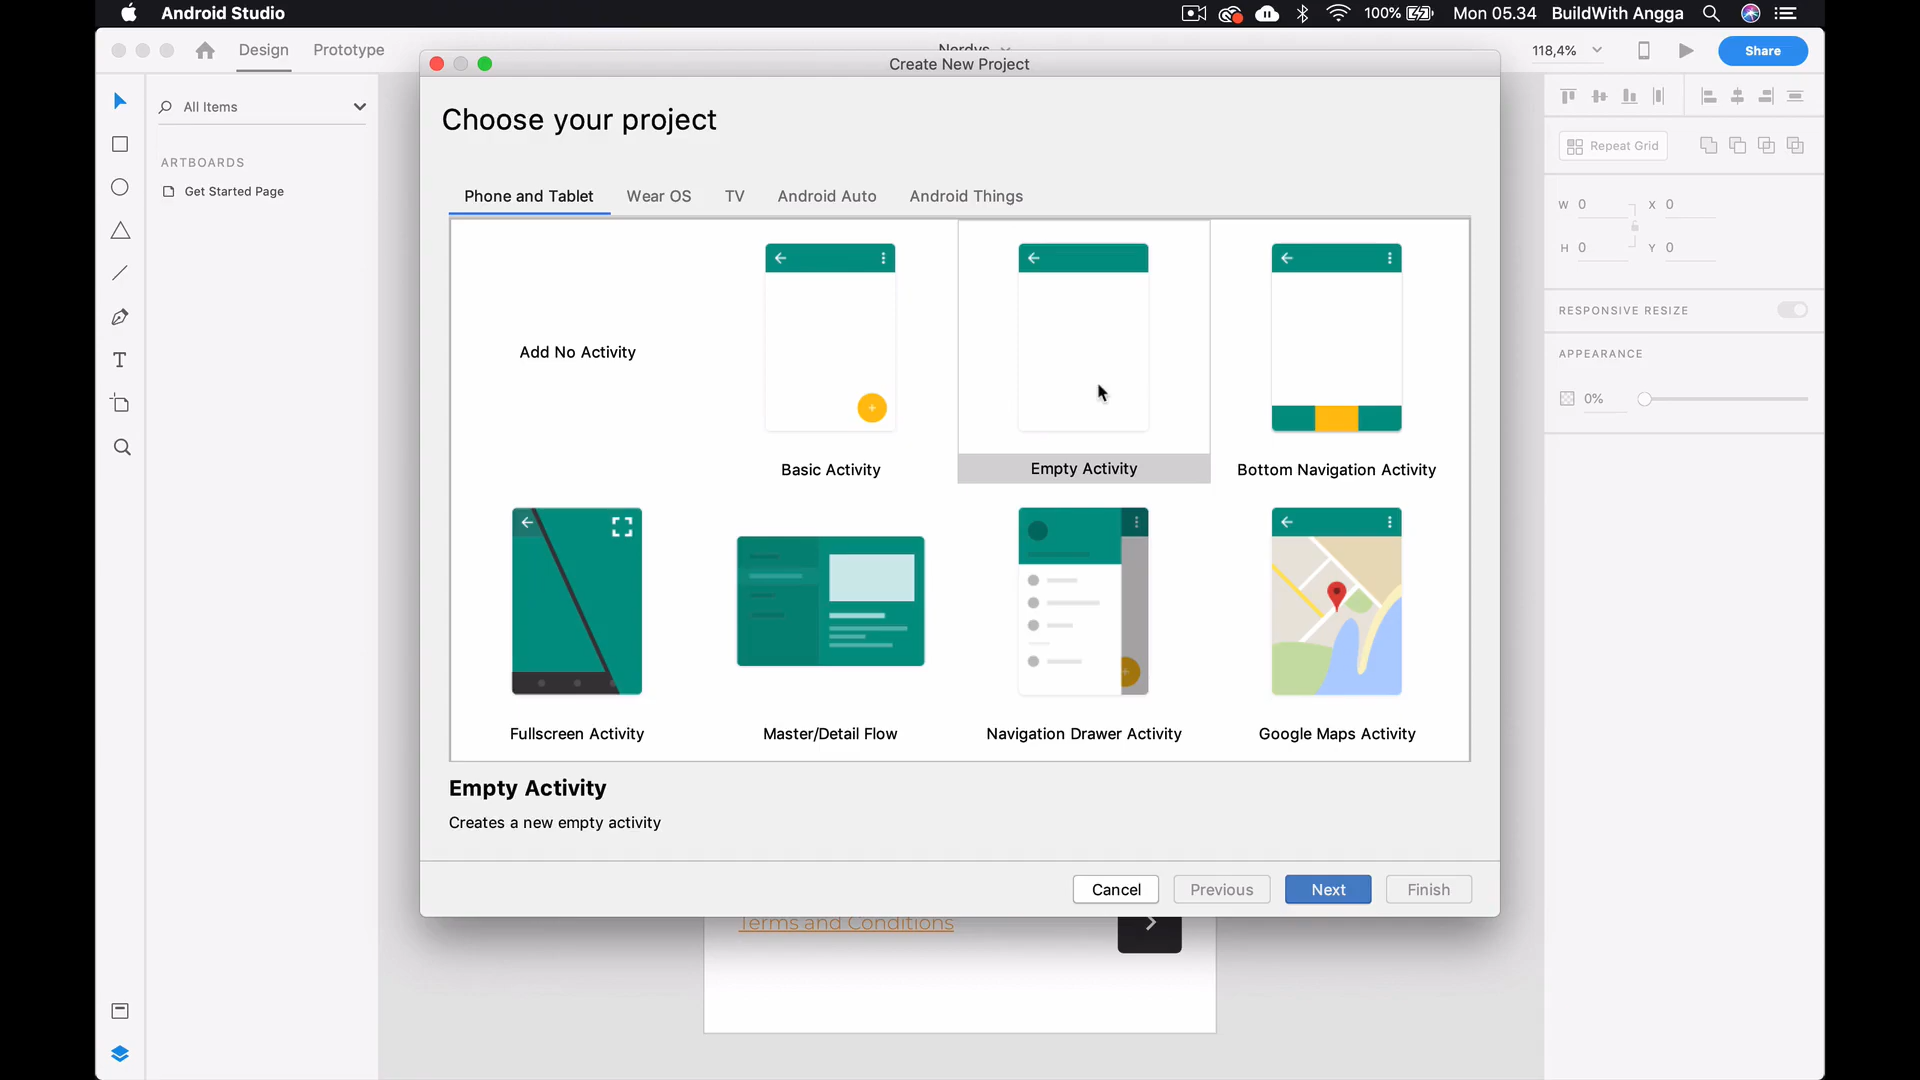 Android Studio
100%
Mon 05.34
BuildWith Angga
Design
Prototype
118,4%
Share
Create New Project
All Items
ARTBOARDS
Get Started Page
Choose your project
Phone and Tablet
Wear OS
TV
Android Auto
Android Things
Add No Activity
Basic Activity
Empty Activity
Bottom Navigation Activity
Fullscreen Activity
Master/Detail Flow
Navigation Drawer Activity
Google Maps Activity
Empty Activity
Creates a new empty activity
Cancel
Previous
Next
Finish
Terms and Conditions
Repeat Grid
W 0
X 0
H 0
Y 0
RESPONSIVE RESIZE
APPEARANCE
0%